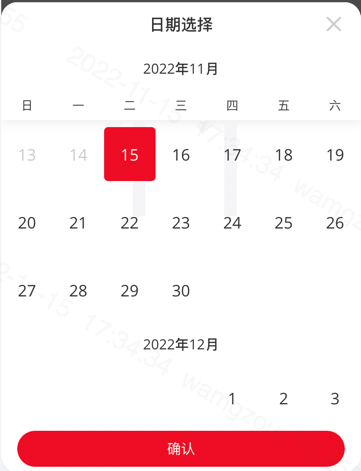 日期选择
2022年11月
日 一 二 三 四 五 六
13 14 15 16 17 18 19
20 21 22 23 24 25 26
27 28 29 30
2022年12月
1 2 3
确认